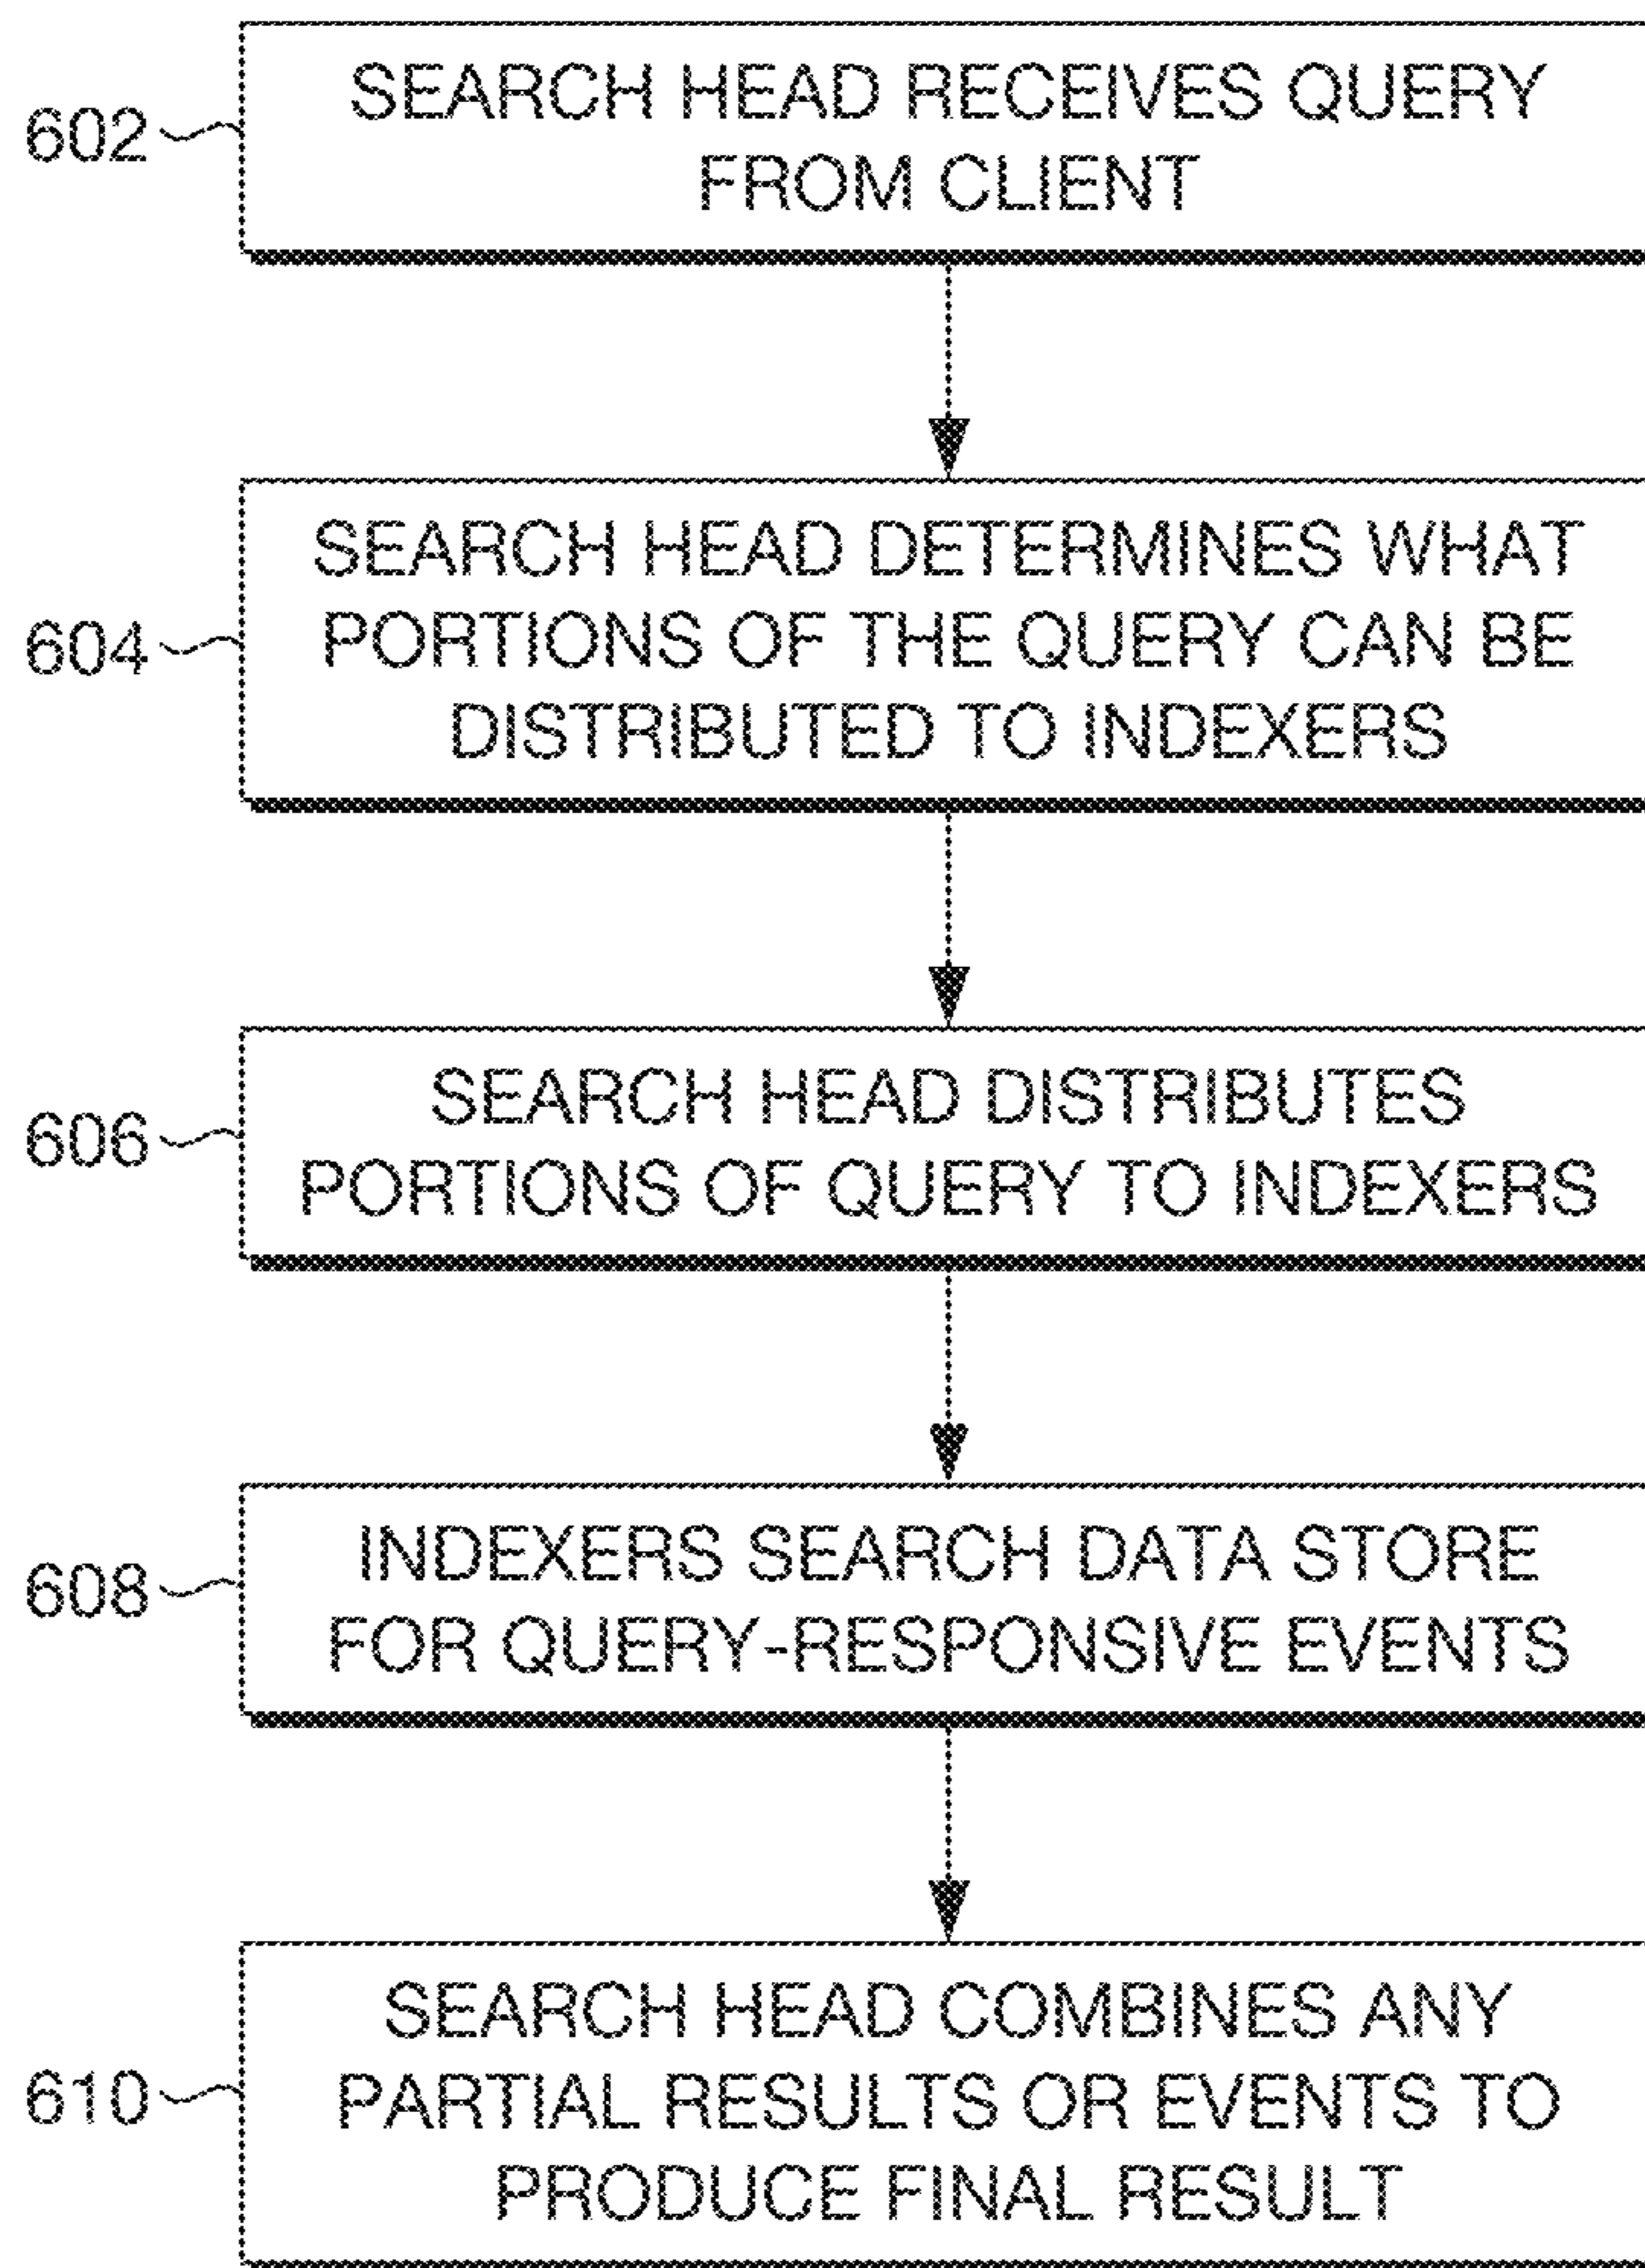 602
SEARCH HEAD RECEIVES QUERY
FROM CLIENT
604
SEARCH HEAD DETERMINES WHAT
PORTIONS OF THE QUERY CAN BE
DISTRIBUTED TO INDEXERS
606
SEARCH HEAD DISTRIBUTES
PORTIONS OF QUERY TO INDEXERS
608
INDEXERS SEARCH DATA STORE
FOR QUERY-RESPONSIVE EVENTS
610
SEARCH HEAD COMBINES ANY
PARTIAL RESULTS OR EVENTS TO
PRODUCE FINAL RESULT